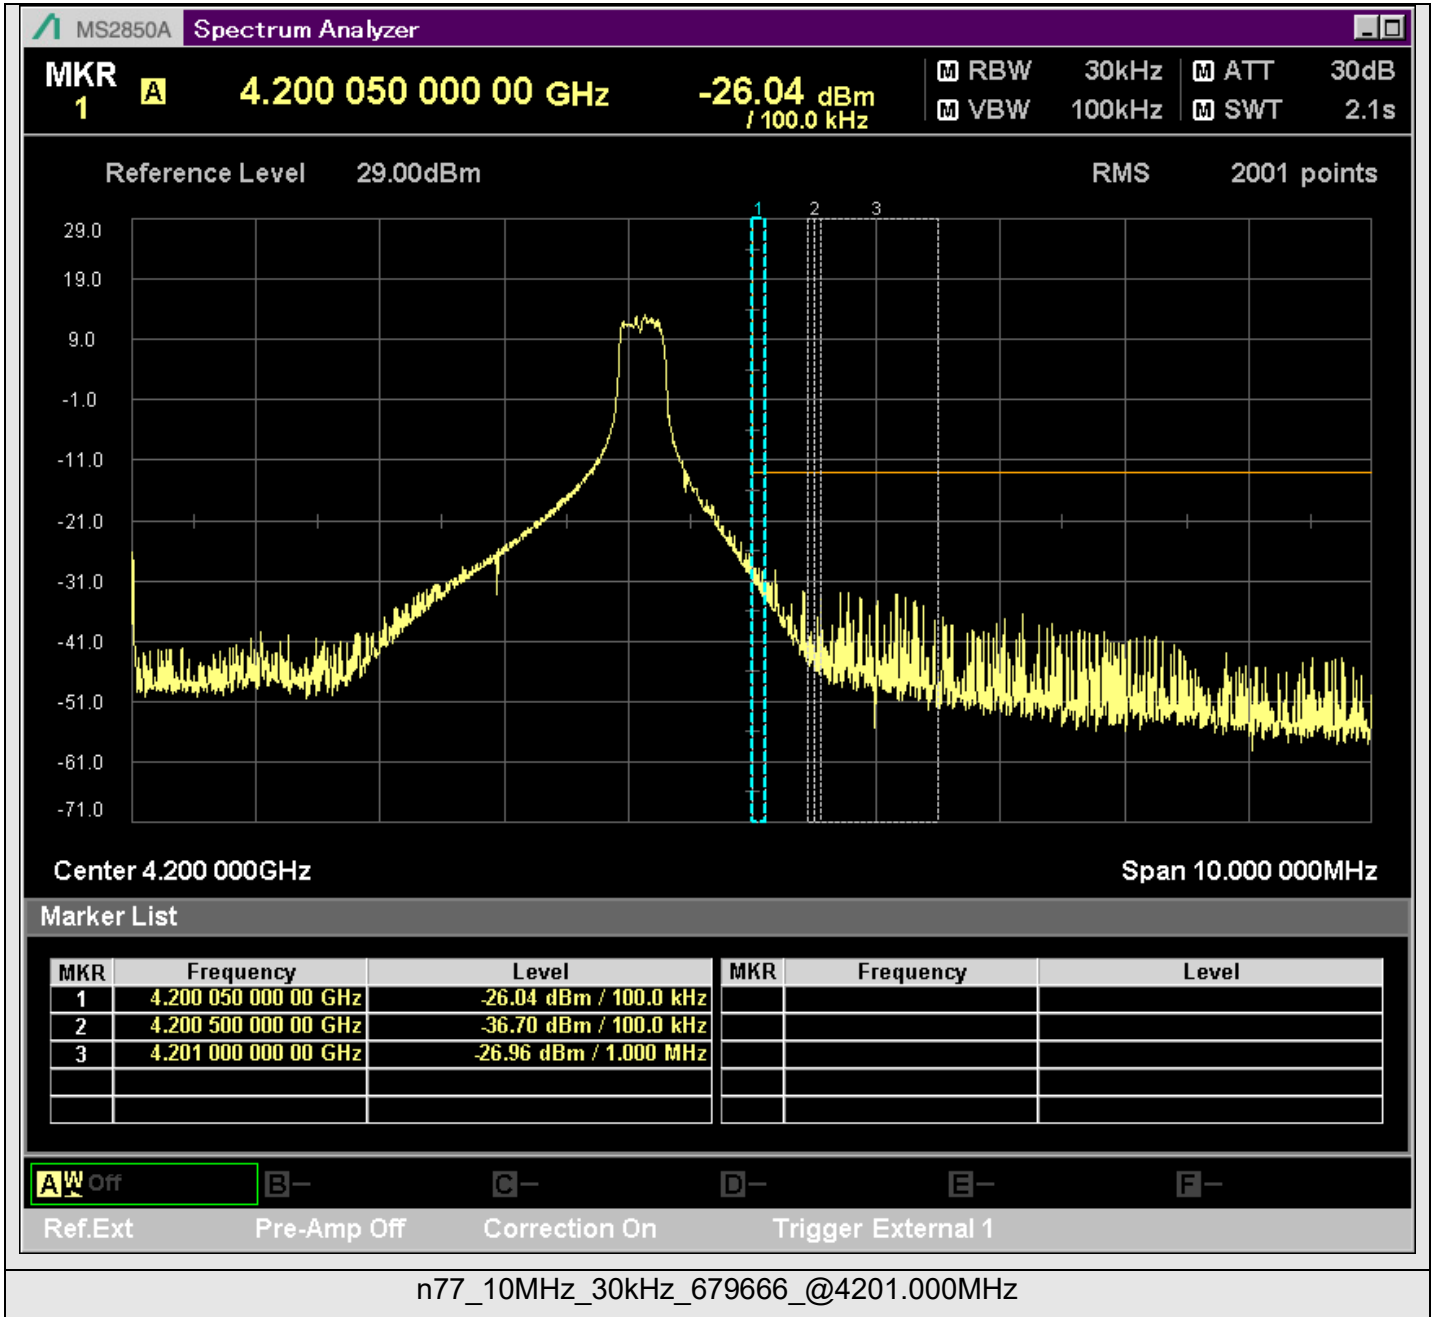 MS2850A Spectrum Analyzer
MKR 1 A 4.200 050 000 00 GHz -26.04 dBm / 100.0 kHz
M RBW 30kHz M ATT 30dB
M VBW 100kHz M SWT 2.1s
Reference Level 29.00dBm RMS 2001 points
1 2 3
29.0
19.0
9.0
-1.0
-11.0
-21.0
-31.0
-41.0
-51.0
-61.0
-71.0
Center 4.200 000GHz Span 10.000 000MHz
Marker List
MKR Frequency Level MKR Frequency Level
1 4.200 050 000 00 GHz -26.04 dBm / 100.0 kHz
2 4.200 500 000 00 GHz -36.70 dBm / 100.0 kHz
3 4.201 000 000 00 GHz -26.96 dBm / 1.000 MHz
A W Off B - C - D - E - F -
Ref.Ext Pre-Amp Off Correction On Trigger External 1
n77_10MHz_30kHz_679666_@4201.000MHz